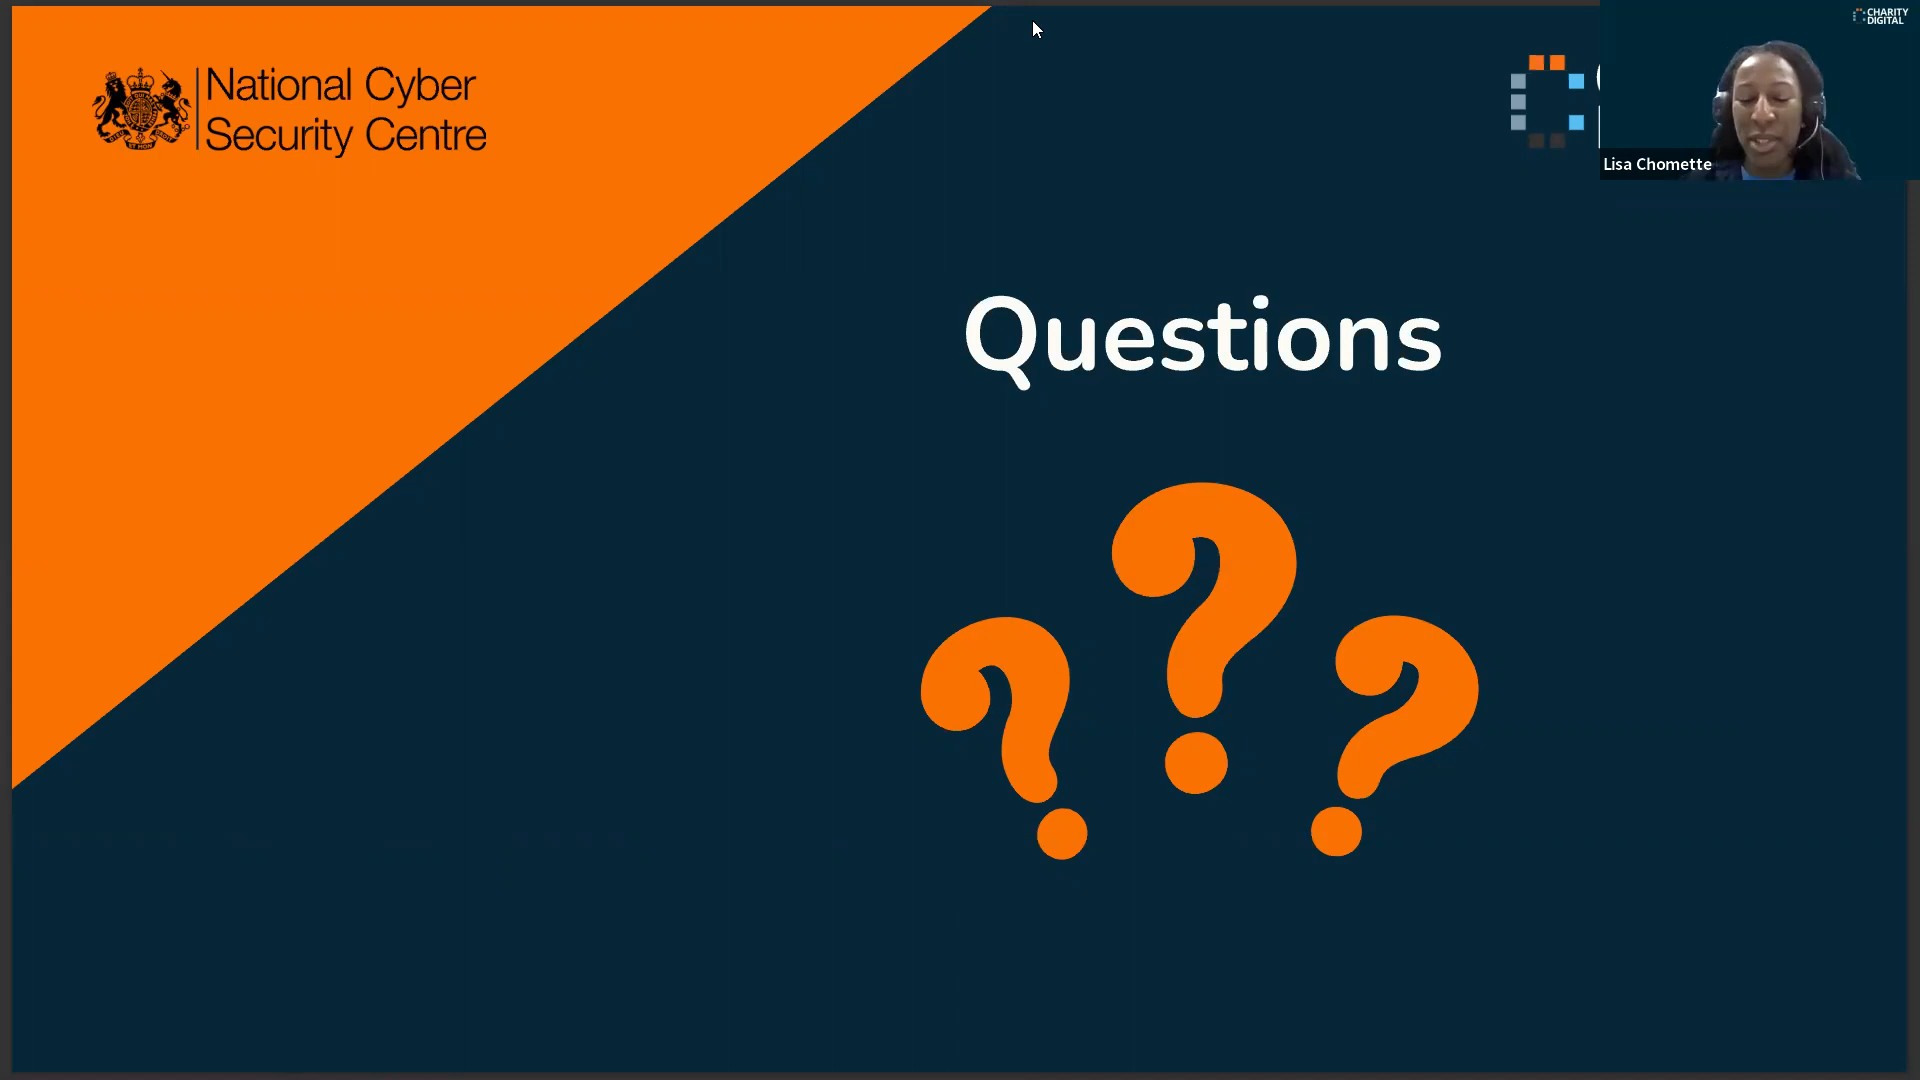 National Cyber
Security Centre
CHARITY
DIGITAL
Lisa Chomette
Questions
? ? ?